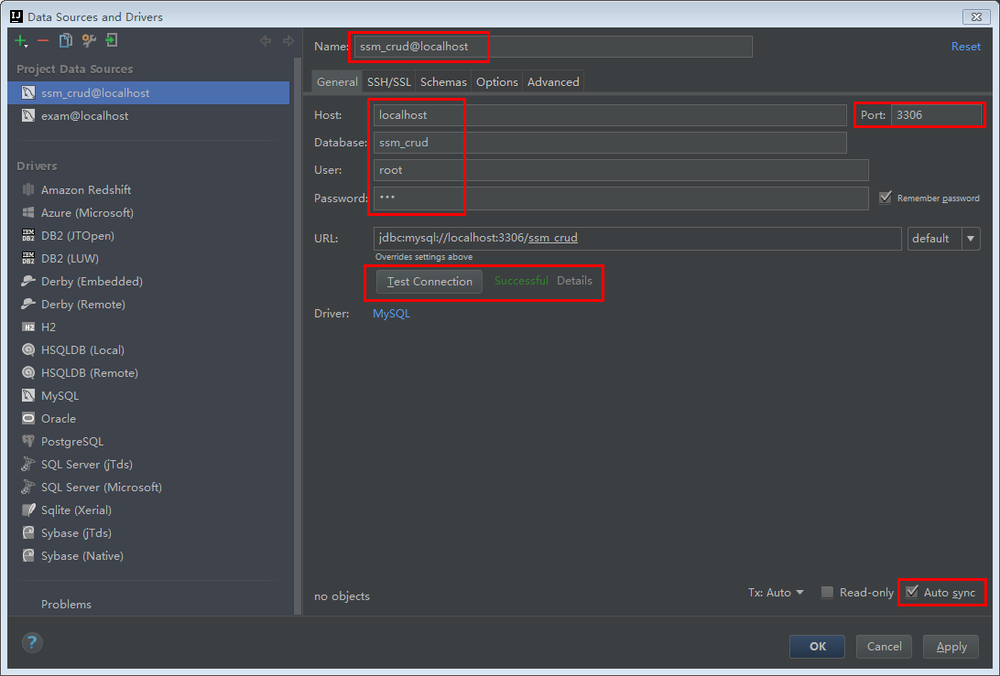 Data Sources and Drivers
Name: ssm_crud@localhost
Reset
Project Data Sources
ssm_crud@localhost
exam@localhost
Drivers
Amazon Redshift
Azure (Microsoft)
DB2 (JTOpen)
DB2 (LUW)
Derby (Embedded)
Derby (Remote)
H2
HSQLDB (Local)
HSQLDB (Remote)
MySQL
Oracle
PostgreSQL
SQL Server (jTds)
SQL Server (Microsoft)
Sqlite (Xerial)
Sybase (jTds)
Sybase (Native)
Problems
General SSH/SSL Schemas Options Advanced
Host: localhost Port: 3306
Database: ssm_crud
User: root
Password: ••• Remember password
URL: jdbc:mysql://localhost:3306/ssm_crud default
Overrides settings above
Test Connection Successful Details
Driver: MySQL
no objects Tx: Auto Read-only Auto sync
? OK Cancel Apply